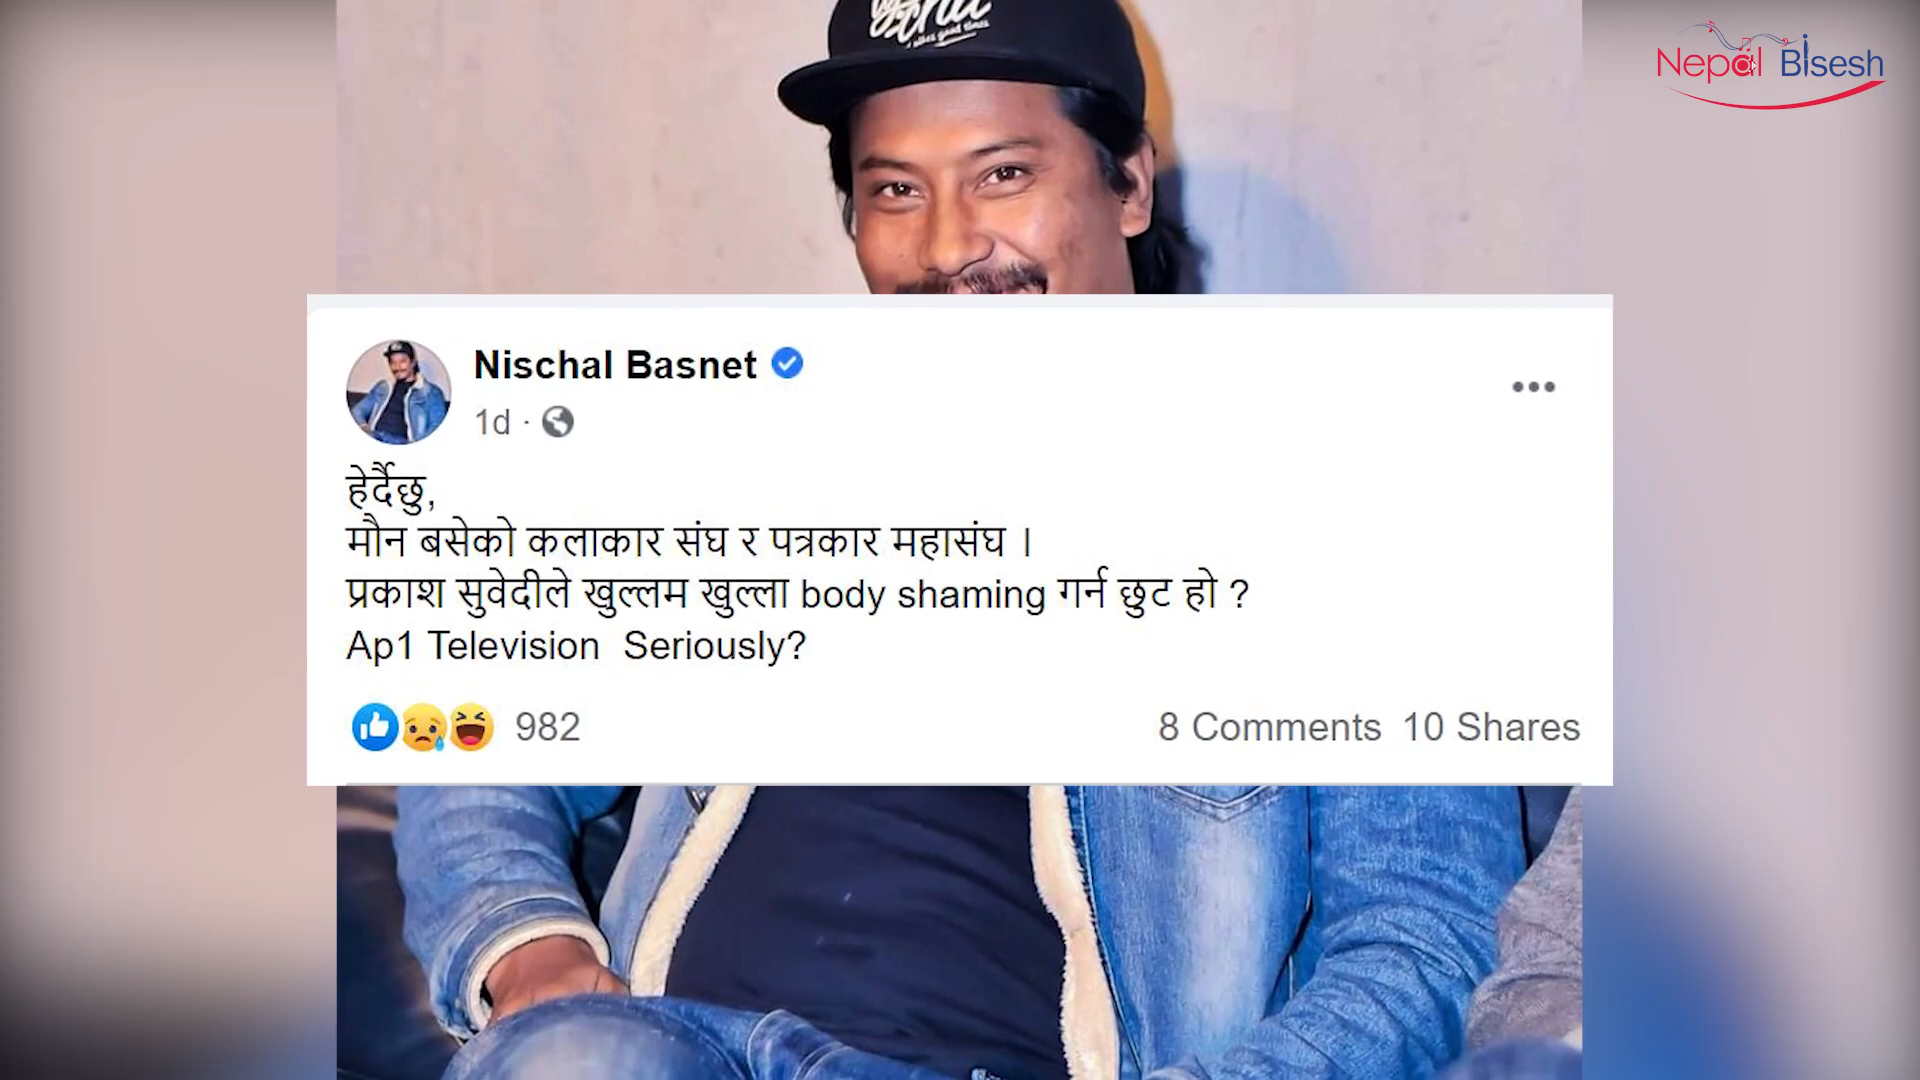 Nepal Bisesh
Nischal Basnet
1d ·
हेर्दैछु,
मौन बसेको कलाकार संघ र पत्रकार महासंघ ।
प्रकाश सुवेदीले खुल्लम खुल्ला body shaming गर्न छुट हो ?
Ap1 Television Seriously?
982
8 Comments 10 Shares